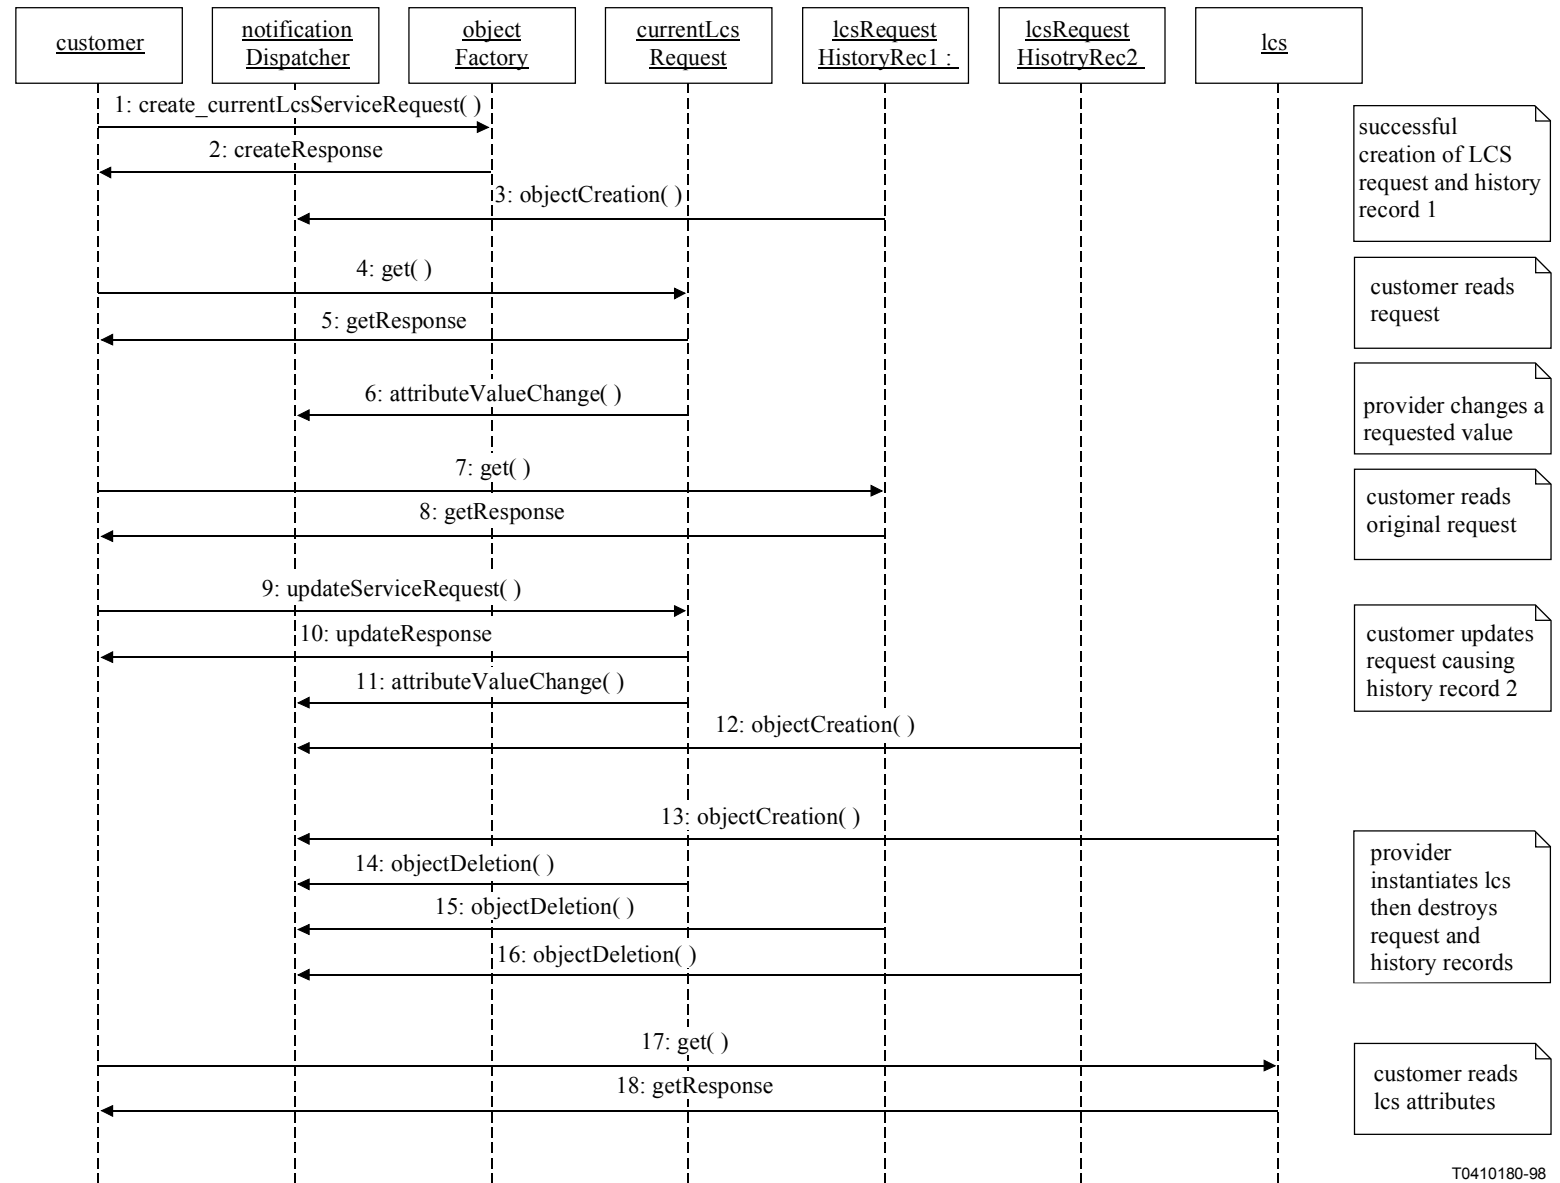 customer
notification
Dispatcher
object
Factory
currentLcs
Request
lcsRequest
HistoryRec1 :
lcsRequest
HisotryRec2
lcs
1: create_currentLcsServiceRequest( )
2: createResponse
3: objectCreation( )
successful
creation of LCS
request and history
record 1
4: get( )
5: getResponse
customer reads
request
6: attributeValueChange( )
provider changes a
requested value
7: get( )
8: getResponse
customer reads
original request
9: updateServiceRequest( )
10: updateResponse
11: attributeValueChange( )
12: objectCreation( )
customer updates
request causing
history record 2
13: objectCreation( )
14: objectDeletion( )
15: objectDeletion( )
16: objectDeletion( )
provider
instantiates lcs
then destroys
request and
history records
17: get( )
18: getResponse
customer reads
lcs attributes
T0410180-98